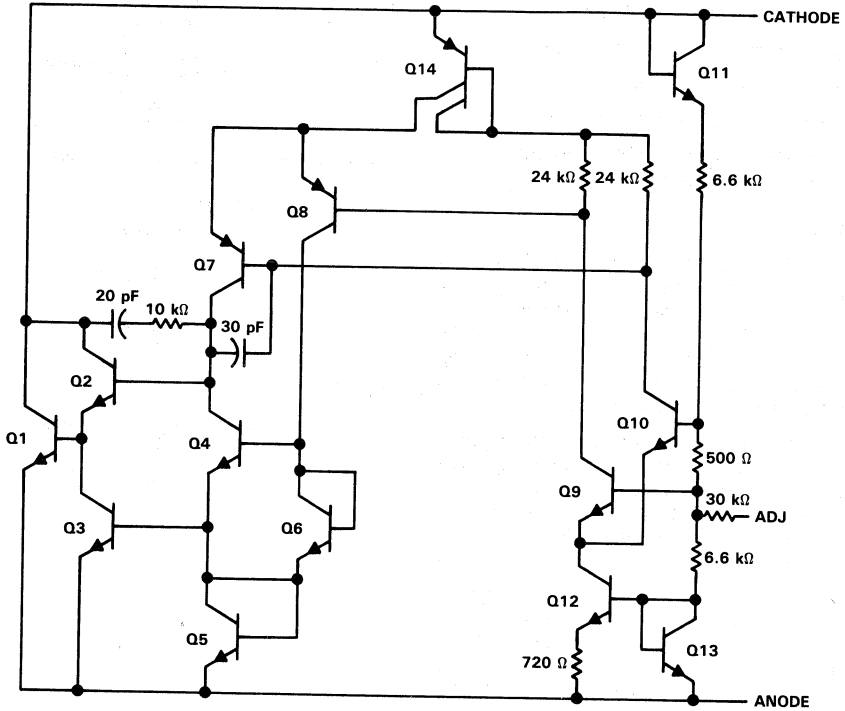 CATHODE
Q14
Q11
24 kΩ 24 kΩ
6.6 kΩ
Q8
Q7
20 pF
10 kΩ
30 pF
Q2
Q10
Q1
Q4
500 Ω
Q9
30 kΩ
ADJ
Q3
Q6
6.6 kΩ
Q12
Q5
Q13
720 Ω
ANODE